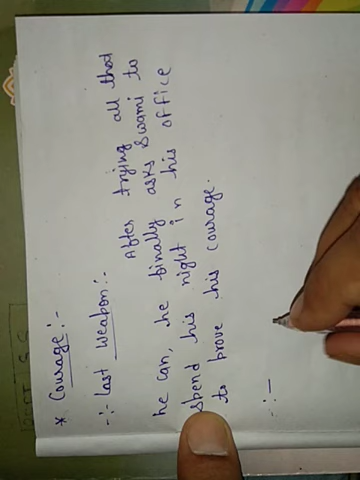 * Courage :-
-:- Last Weapon :-
After trying all that
he can, he finally asks Swami to
spend his night in his office
to prove his courage.
-:-